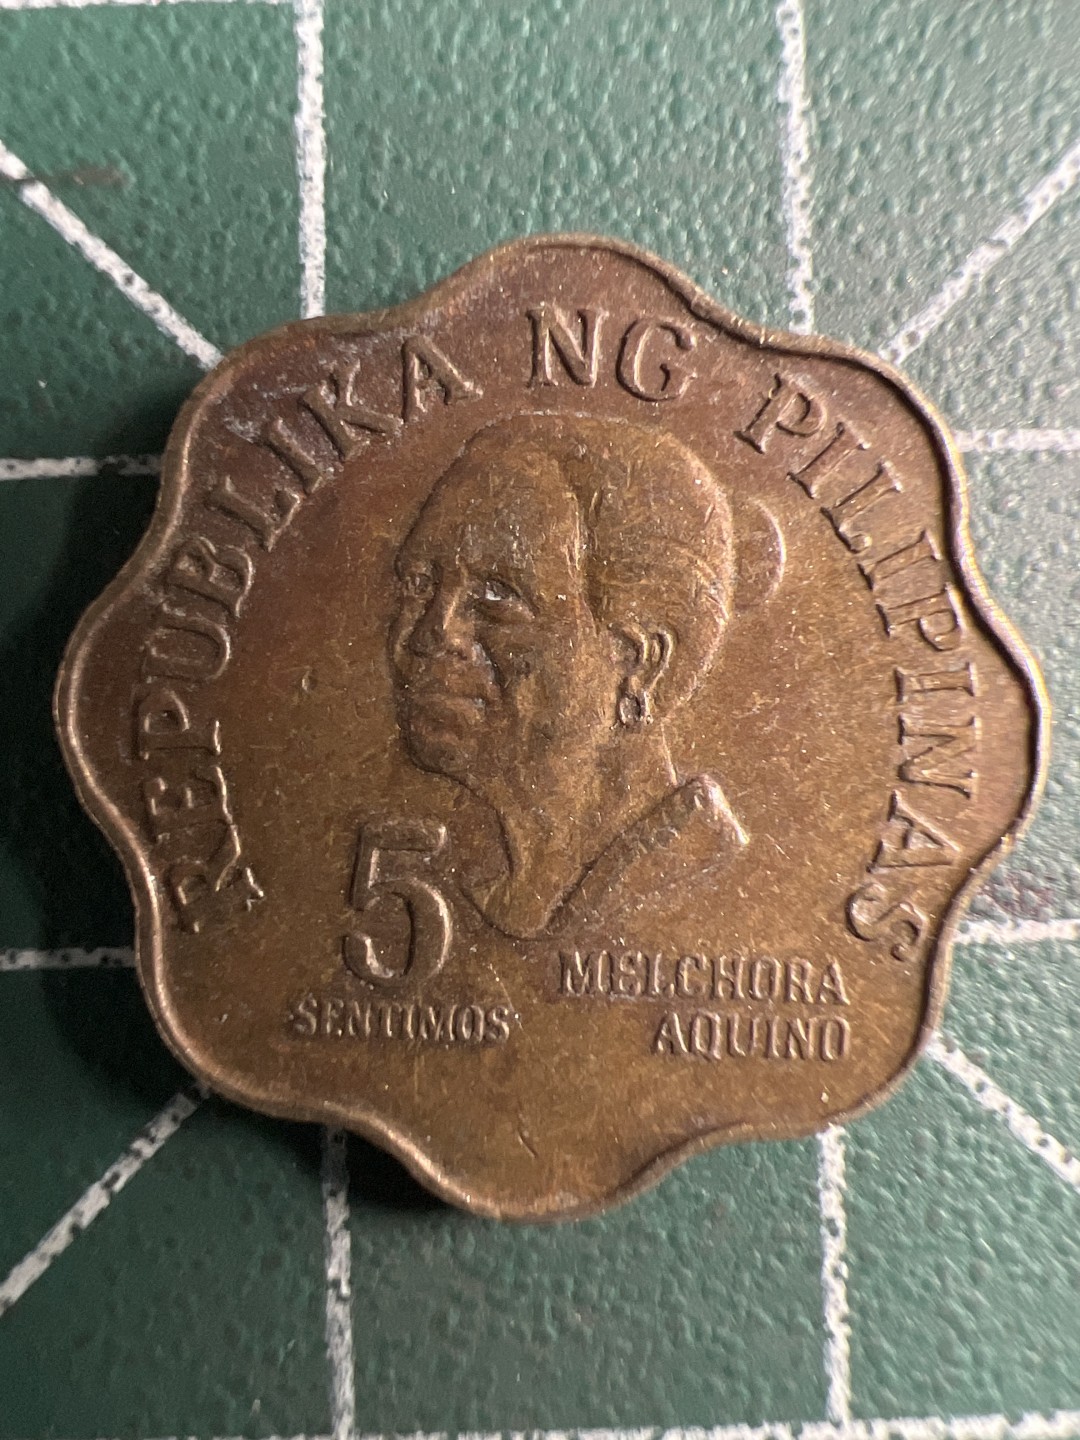 REPUBLIKA NG PILIPINAS
5
SENTIMOS
MELCHORA
AQUINO